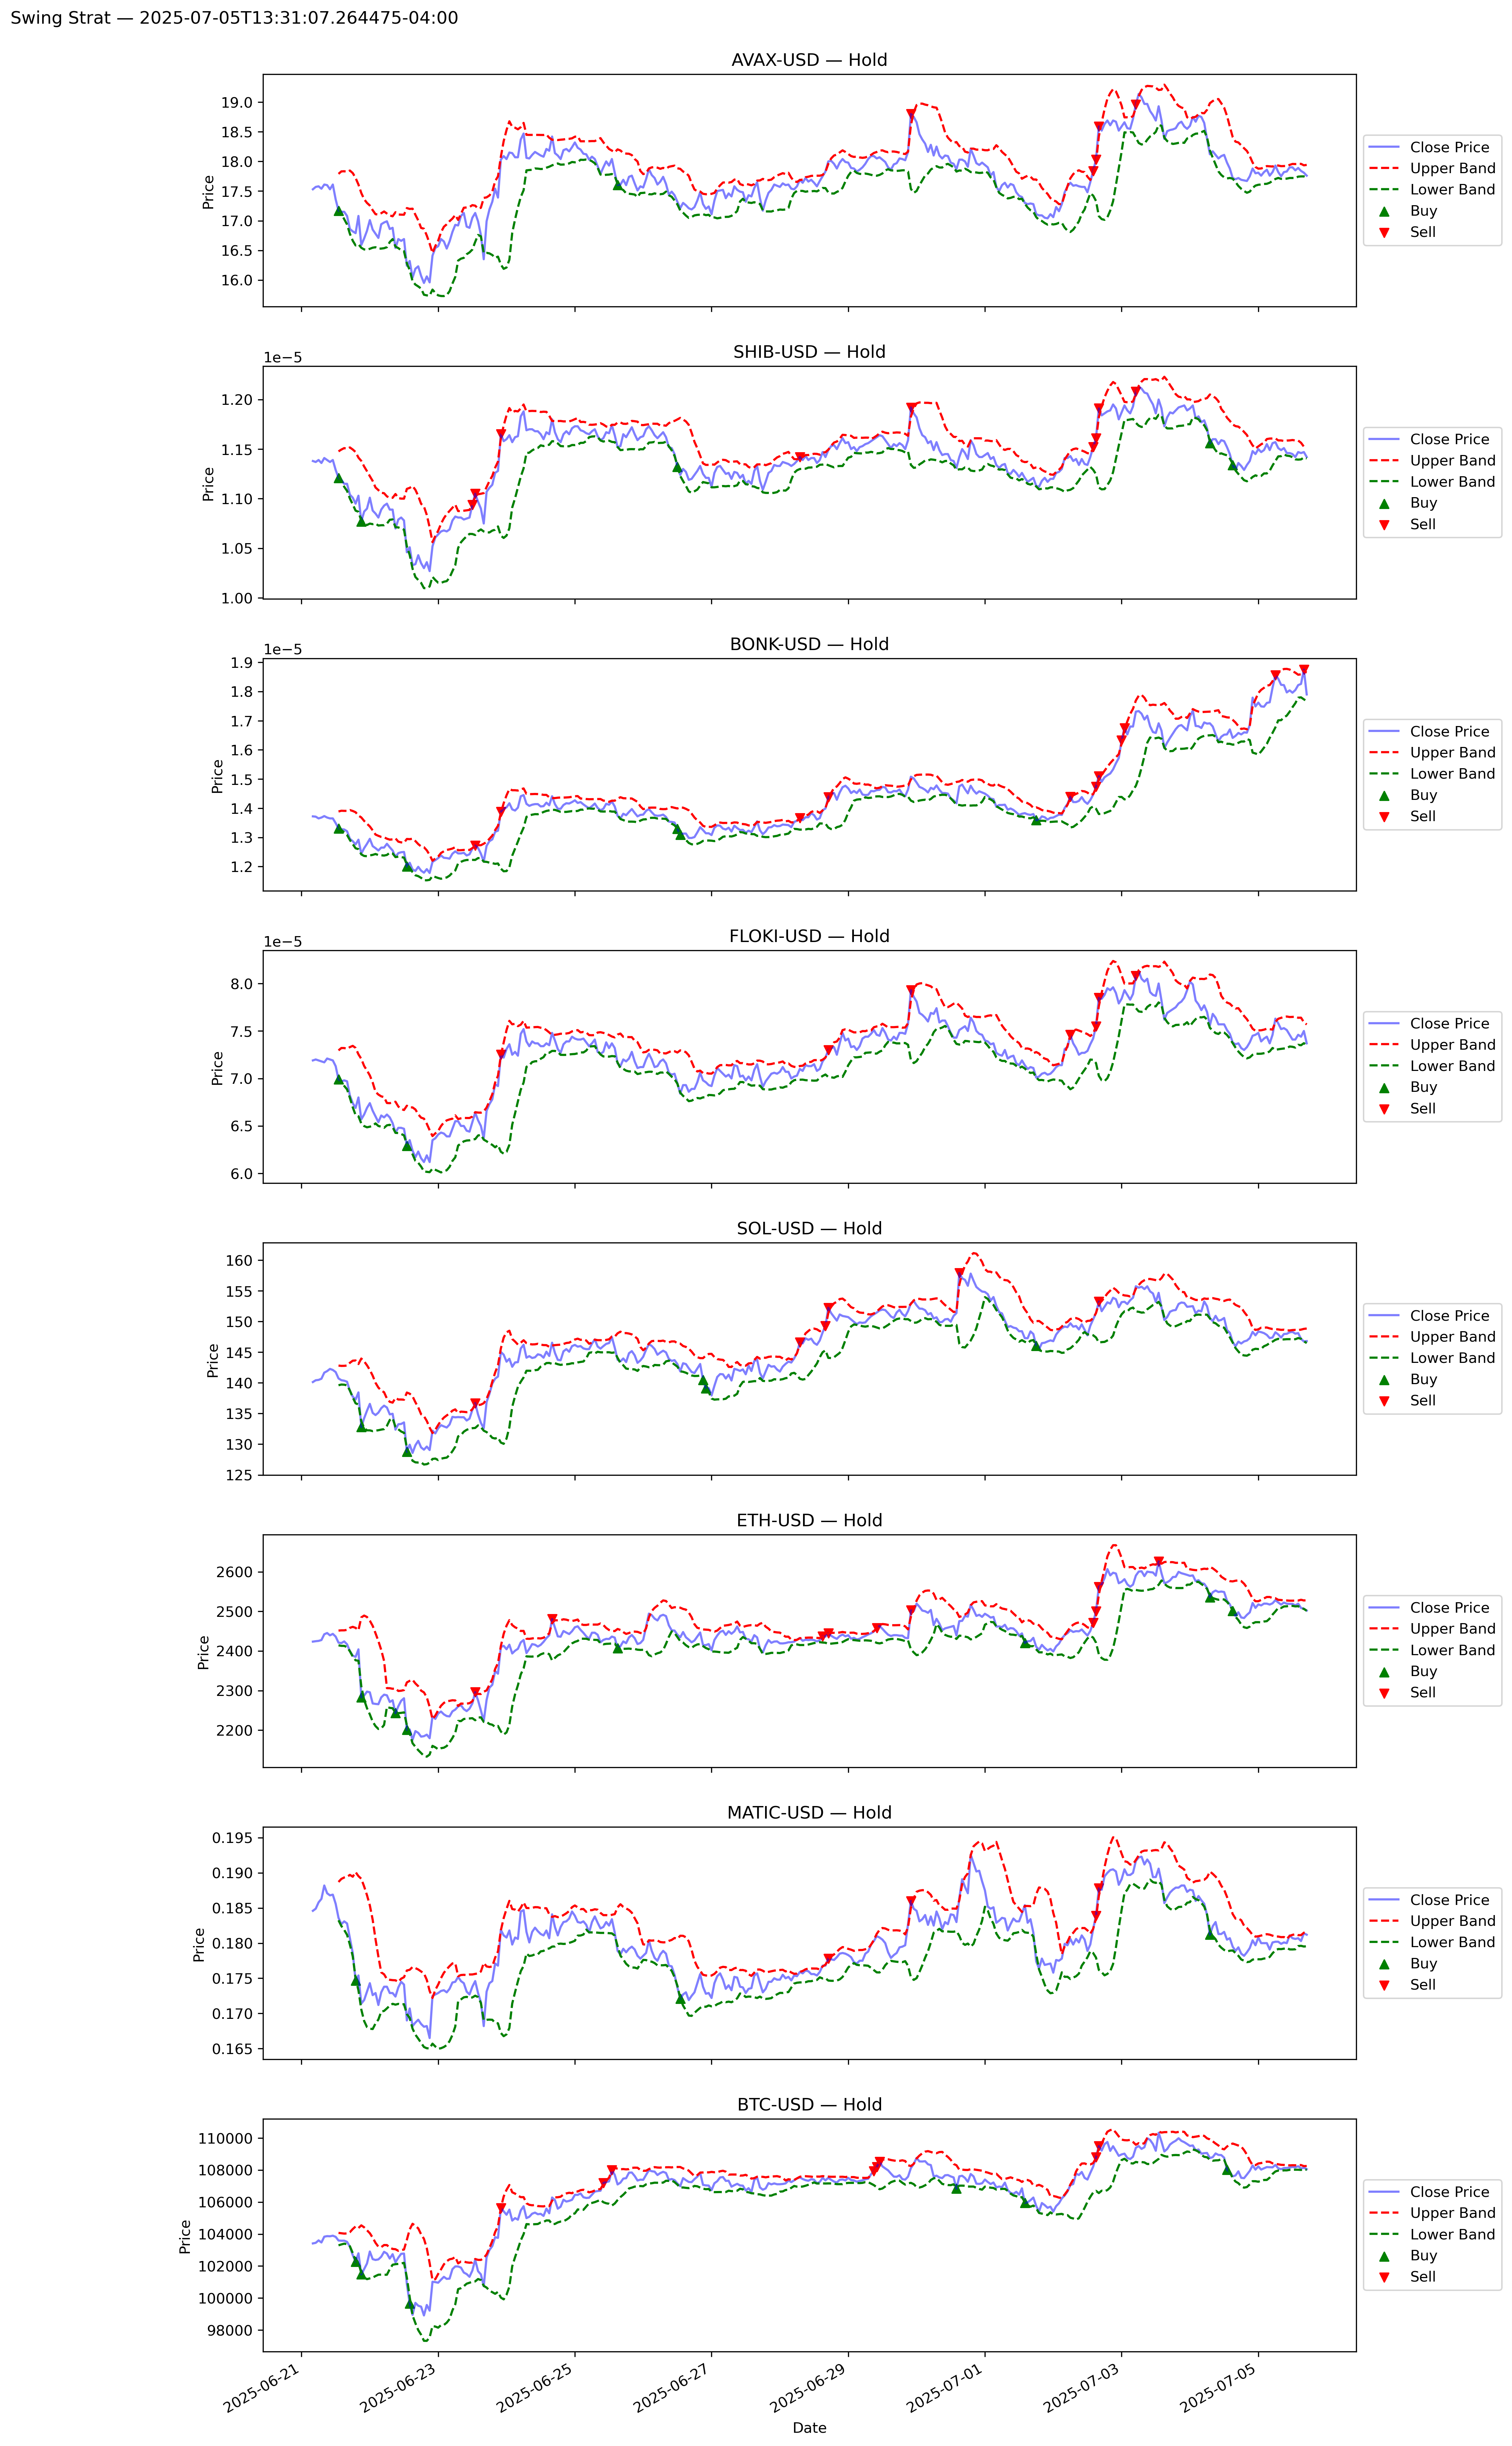 Swing Strat — 2025-07-05T13:31:07.264475-04:00
AVAX-USD — Hold
Price
19.0
18.5
18.0
17.5
17.0
16.5
16.0
Close Price
Upper Band
Lower Band
Buy
Sell
SHIB-USD — Hold
1e−5
Price
1.20
1.15
1.10
1.05
1.00
Close Price
Upper Band
Lower Band
Buy
Sell
BONK-USD — Hold
1e−5
Price
1.9
1.8
1.7
1.6
1.5
1.4
1.3
1.2
Close Price
Upper Band
Lower Band
Buy
Sell
FLOKI-USD — Hold
1e−5
Price
8.0
7.5
7.0
6.5
6.0
Close Price
Upper Band
Lower Band
Buy
Sell
SOL-USD — Hold
Price
160
155
150
145
140
135
130
125
Close Price
Upper Band
Lower Band
Buy
Sell
ETH-USD — Hold
Price
2600
2500
2400
2300
2200
Close Price
Upper Band
Lower Band
Buy
Sell
MATIC-USD — Hold
Price
0.195
0.190
0.185
0.180
0.175
0.170
0.165
Close Price
Upper Band
Lower Band
Buy
Sell
BTC-USD — Hold
Price
110000
108000
106000
104000
102000
100000
98000
Close Price
Upper Band
Lower Band
Buy
Sell
2025-06-21
2025-06-23
2025-06-25
2025-06-27
2025-06-29
2025-07-01
2025-07-03
2025-07-05
Date